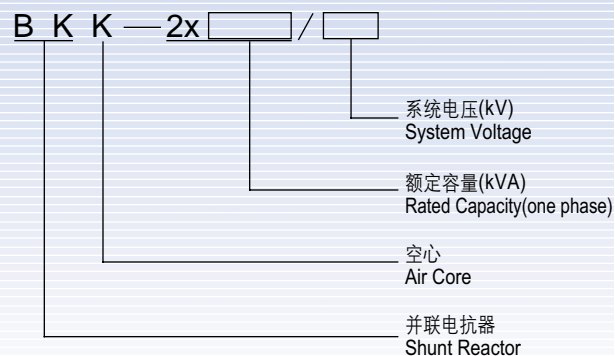 B K K — 2x /
系统电压(kV)
System Voltage
额定容量(kVA)
Rated Capacity(one phase)
空心
Air Core
并联电抗器
Shunt Reactor